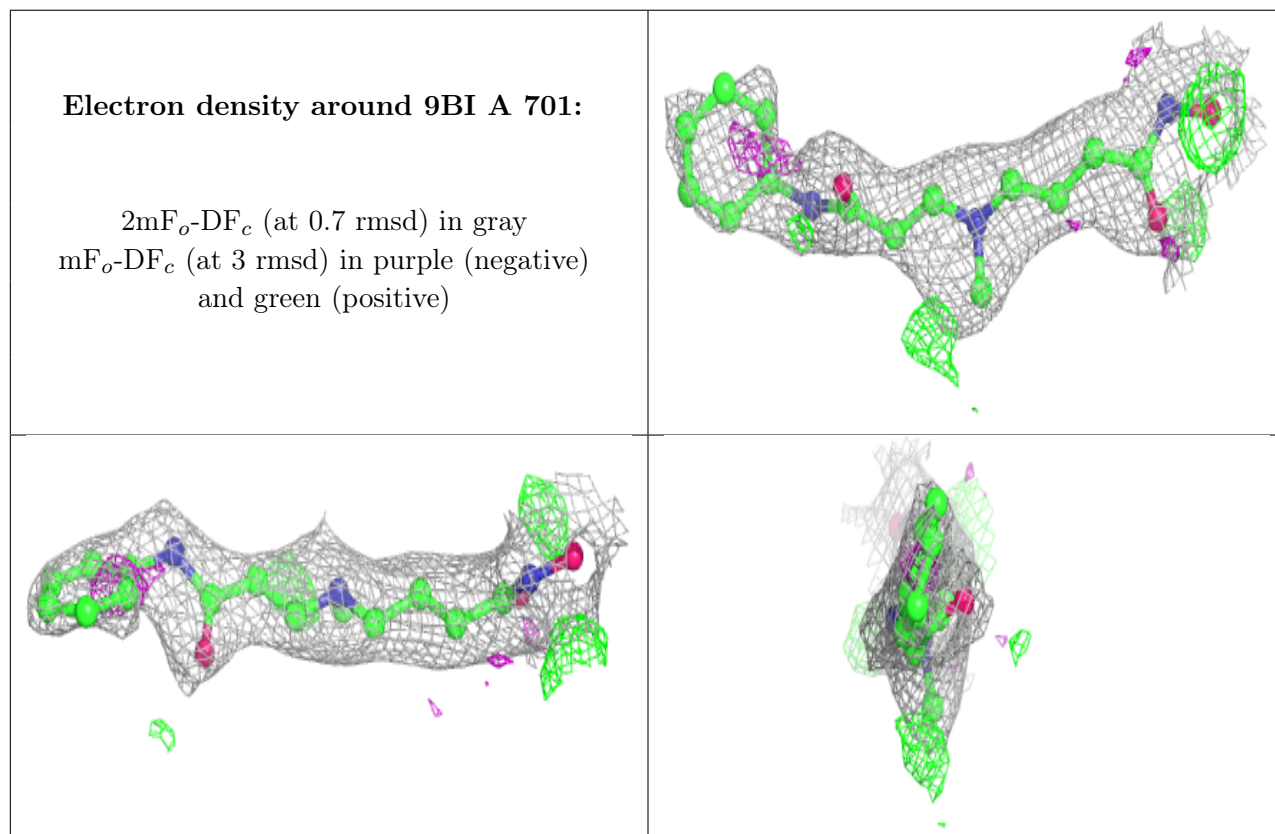 Electron density around 9BI A 701:
2mFo-DFc (at 0.7 rmsd) in gray
mFo-DFc (at 3 rmsd) in purple (negative)
and green (positive)